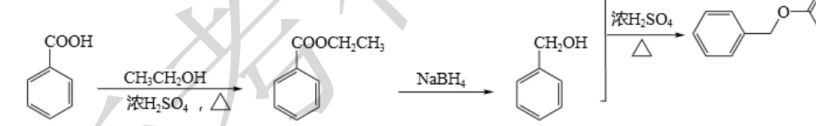 COOH
CH₃CH₂OH
浓H₂SO₄，△
COOCH₂CH₃
NaBH₄
CH₂OH
浓H₂SO₄
△
O